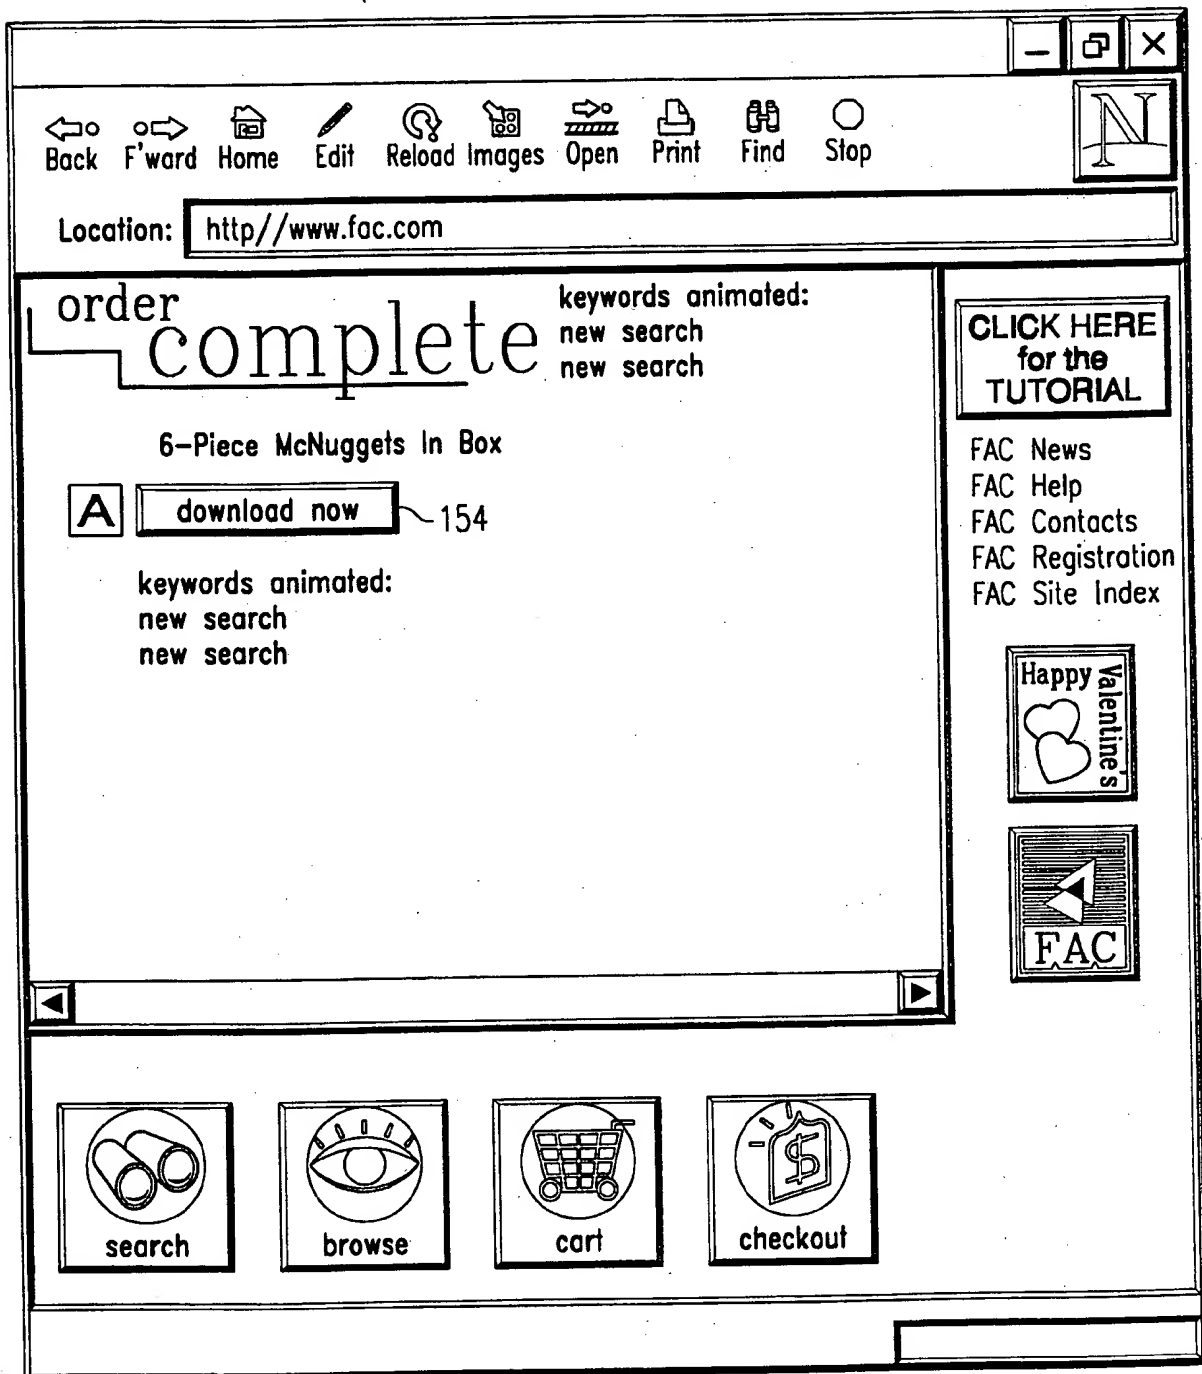 N
Back F'ward Home Edit Reload Images Open Print Find Stop
Location: http//www.fac.com
order
complete
keywords animated:
new search
new search
6-Piece McNuggets In Box
A download now 154
keywords animated:
new search
new search
CLICK HERE
for the
TUTORIAL
FAC News
FAC Help
FAC Contacts
FAC Registration
FAC Site Index
Happy
Valentine's
FAC
$
search browse cart checkout